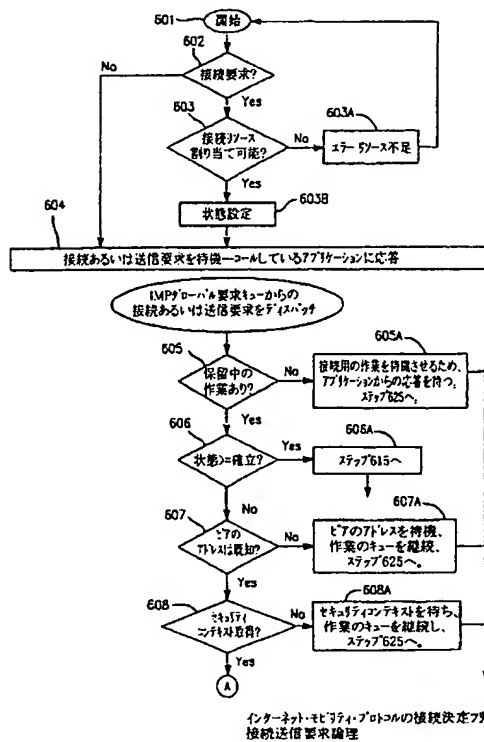 601
開始
602
接続要求?
No
Yes
603
接続リソース
割り当て可能?
No
603A
エラーリソース不足
Yes
状態設定
603B
604
接続あるいは送信要求を待機―コールしているアプリケーションに応答
IMPグローバル要求キューからの
接続あるいは送信要求をディスパッチ
605
保留中の
作業あり?
No
605A
接続用の作業を待機させるため、
アプリケーションからの応答を待つ。
ステップ625へ。
Yes
606
状態>=確立?
Yes
606A
ステップ615へ
No
607
ピアの
アドレスは既知?
No
607A
ピアのアドレスを待機、
作業のキューを継続、
ステップ625へ。
Yes
608
セキュリティ
コンテキスト取得?
No
608A
セキュリティコンテキストを待ち、
作業のキューを継続し、
ステップ625へ。
Yes
A
インターネット・モビリティ・プロトコルの接続決定
接続送信要求論理